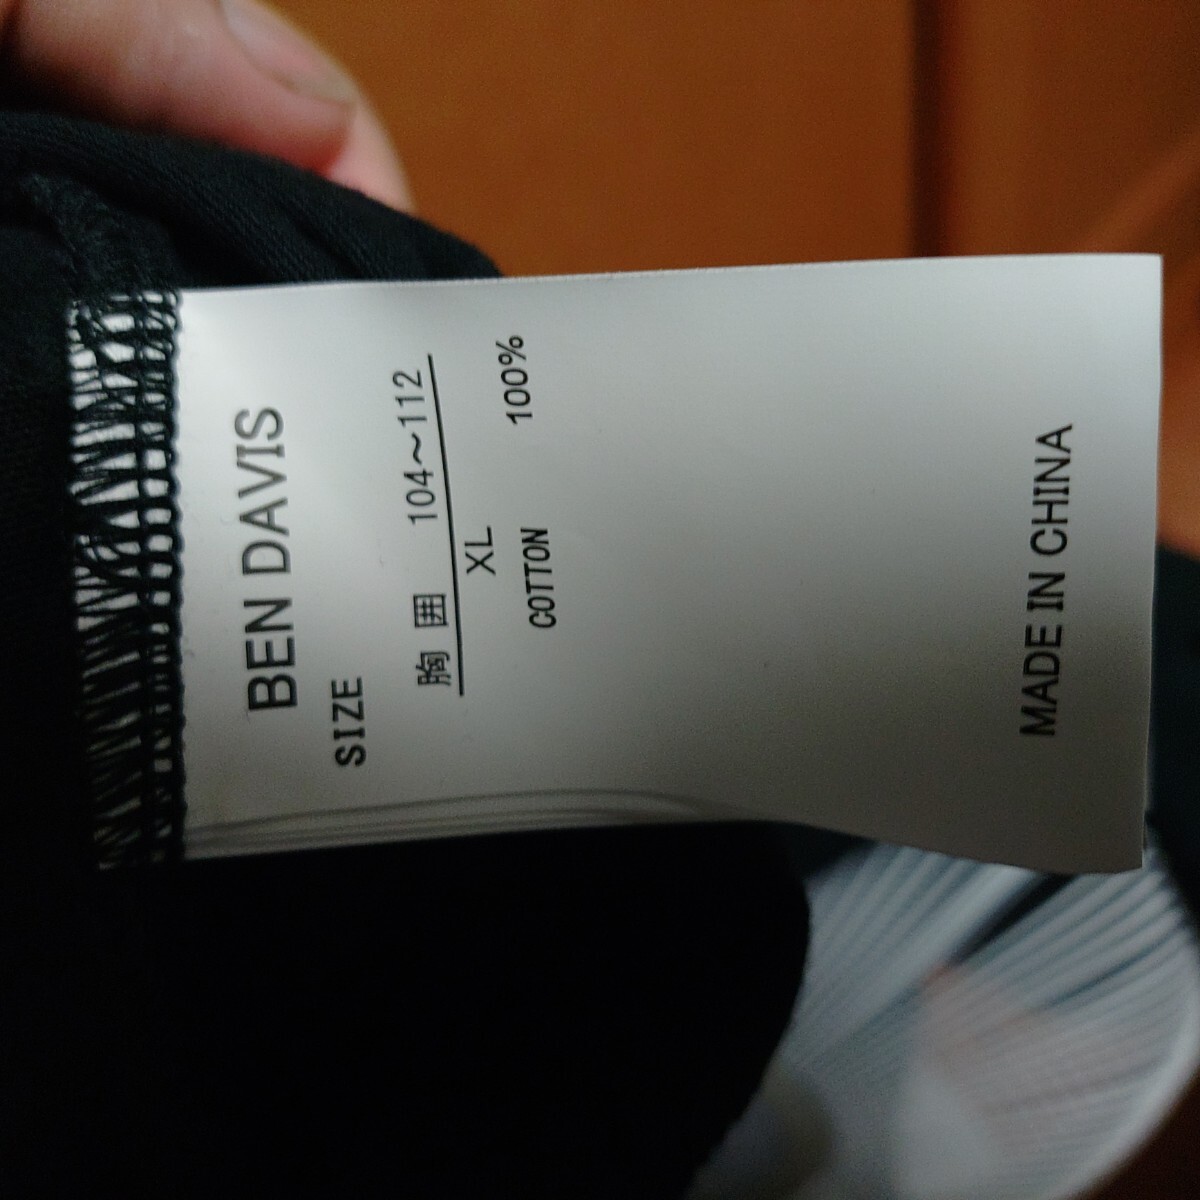 BEN DAVIS
SIZE
胸 囲 104~112
XL
COTTON 100%
MADE IN CHINA